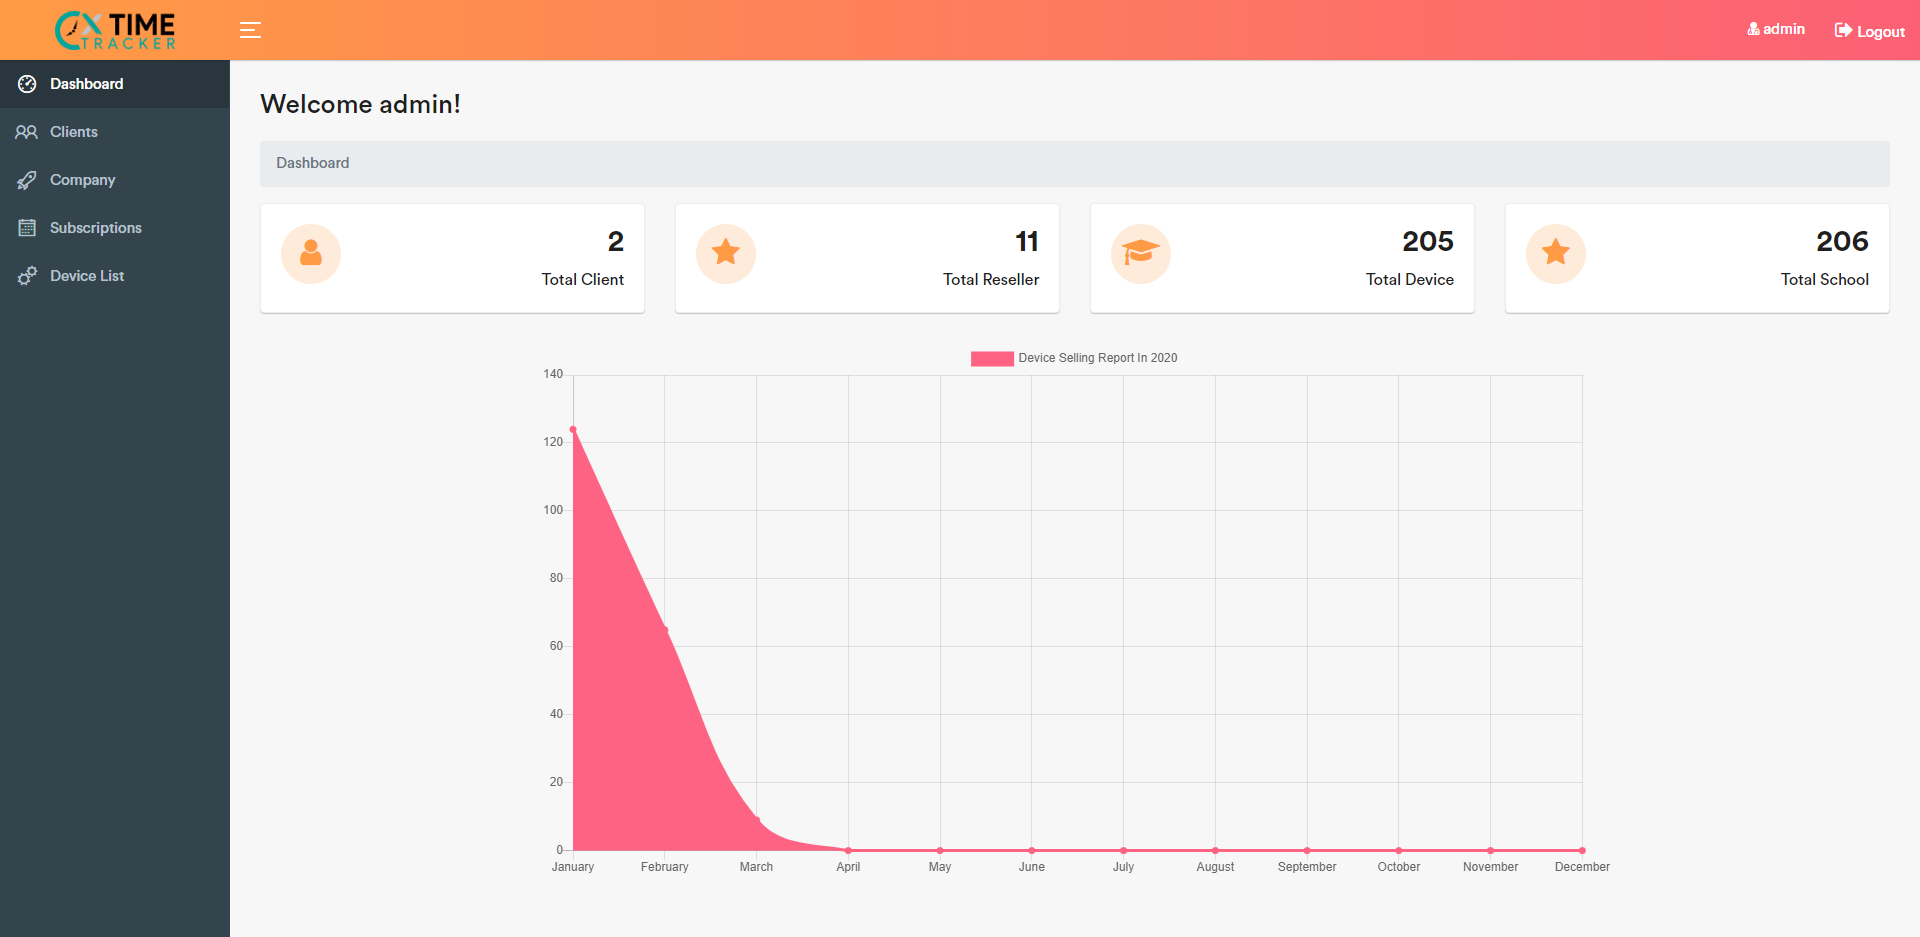 TIME
TRACKER
admin
Logout
Dashboard
Clients
Company
Subscriptions
Device List
Welcome admin!
Dashboard
2
Total Client
11
Total Reseller
205
Total Device
206
Total School
Device Selling Report In 2020
140
120
100
80
60
40
20
0
January February March April May June July August September October November December